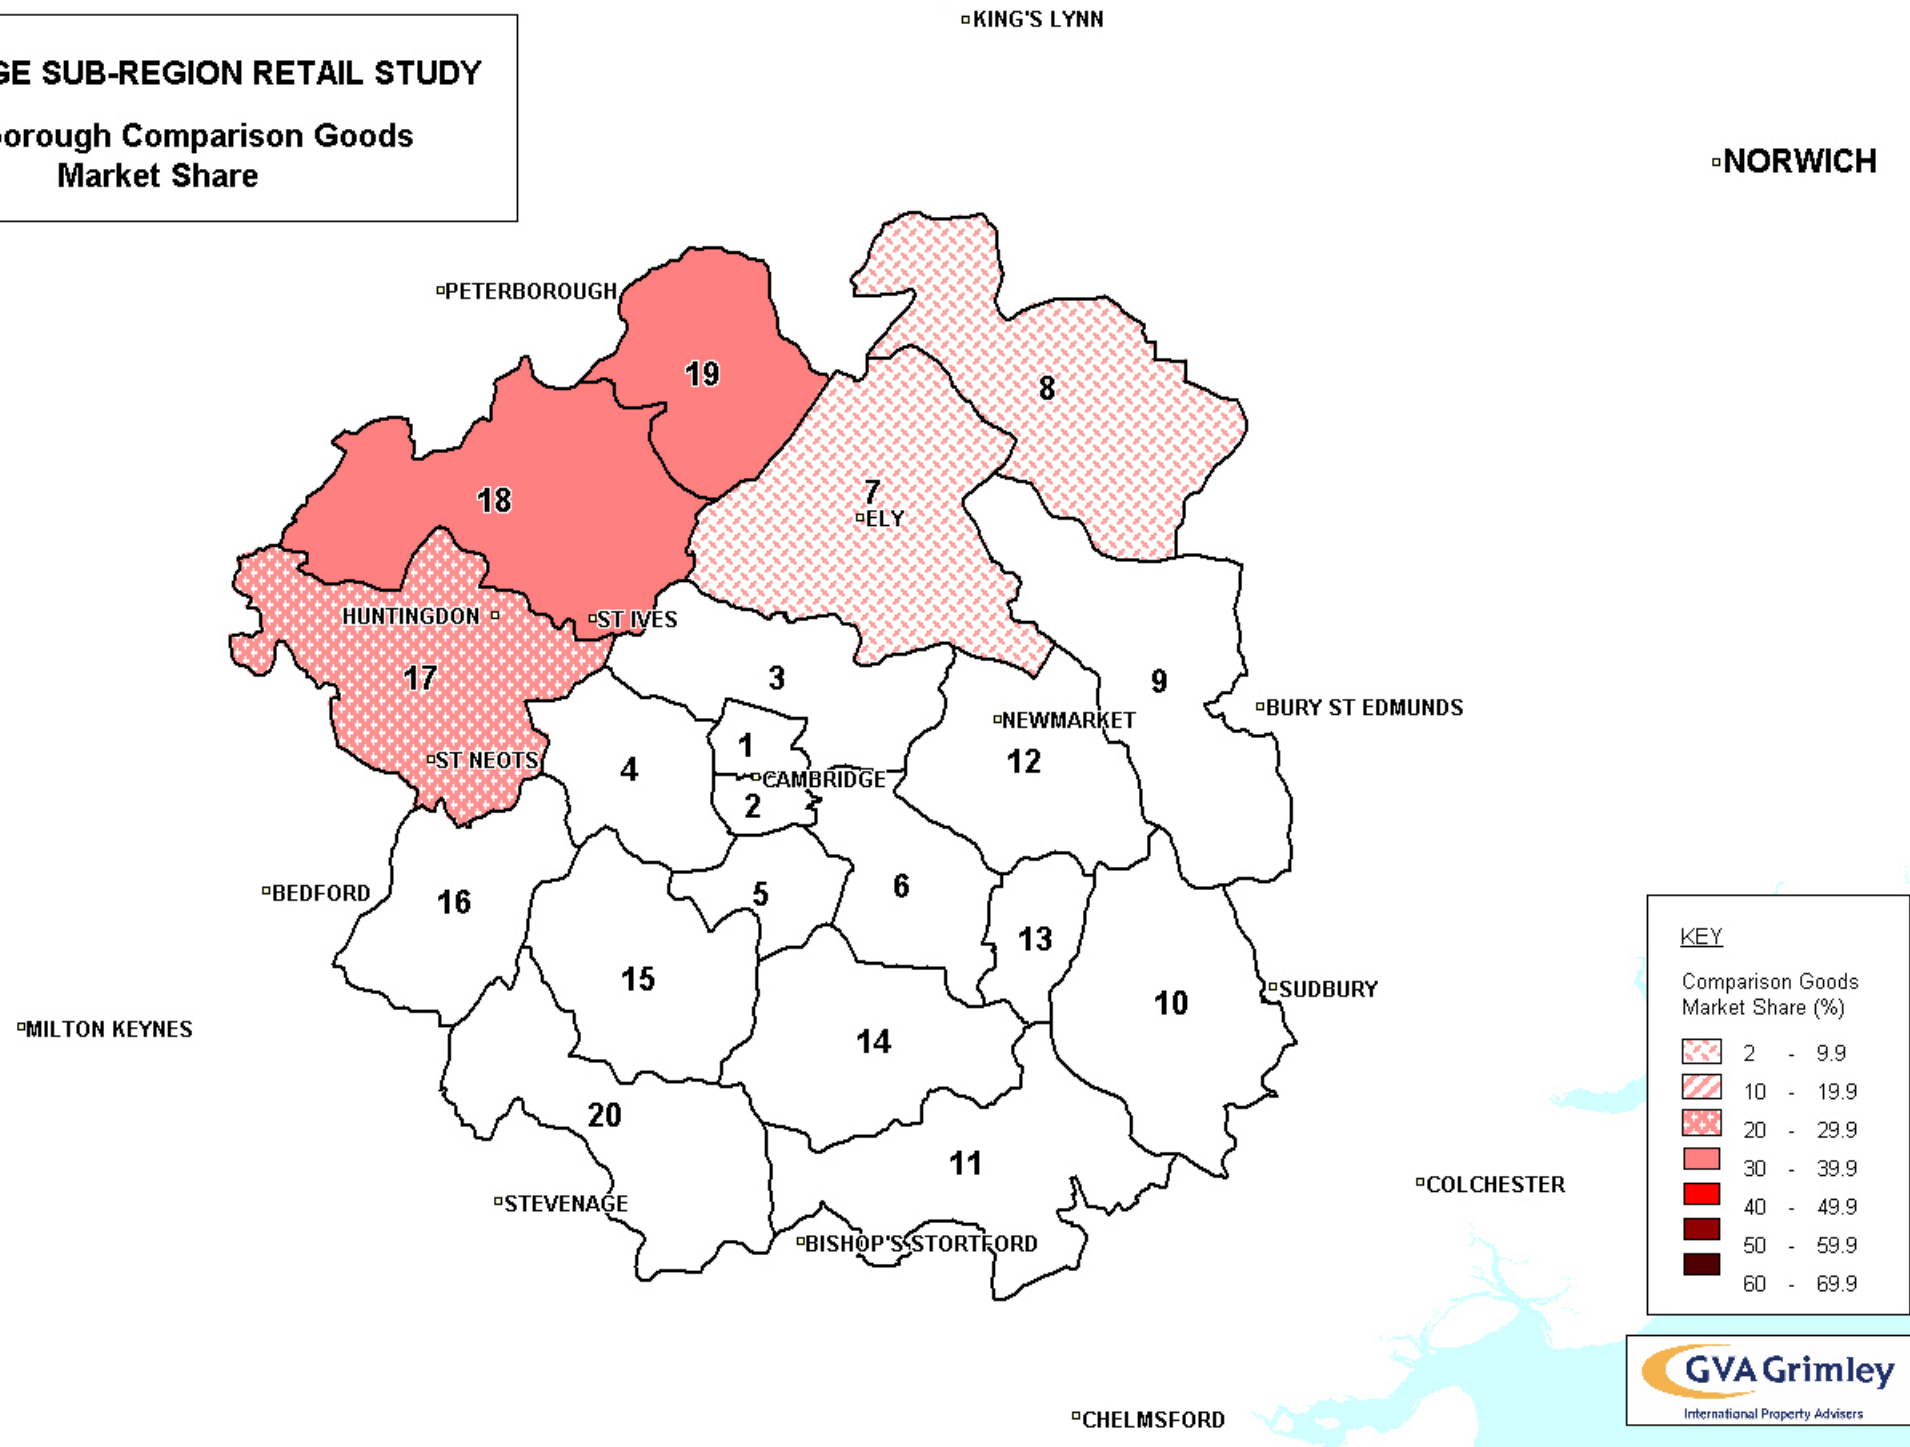 KING'S LYNN
GE SUB-REGION RETAIL STUDY
orough Comparison Goods
Market Share
NORWICH
PETERBOROUGH
19
8
18
7
ELY
HUNTINGDON
ST IVES
17
3
9
BURY ST EDMUNDS
NEWMARKET
1
ST NEOTS
4
12
CAMBRIDGE
2
BEDFORD
16
5
6
13
15
SUDBURY
10
MILTON KEYNES
14
20
11
STEVENAGE
COLCHESTER
BISHOP'S STORTFORD
CHELMSFORD
KEY
Comparison Goods
Market Share (%)
2 - 9.9
10 - 19.9
20 - 29.9
30 - 39.9
40 - 49.9
50 - 59.9
60 - 69.9
GVA Grimley
International Property Advisers